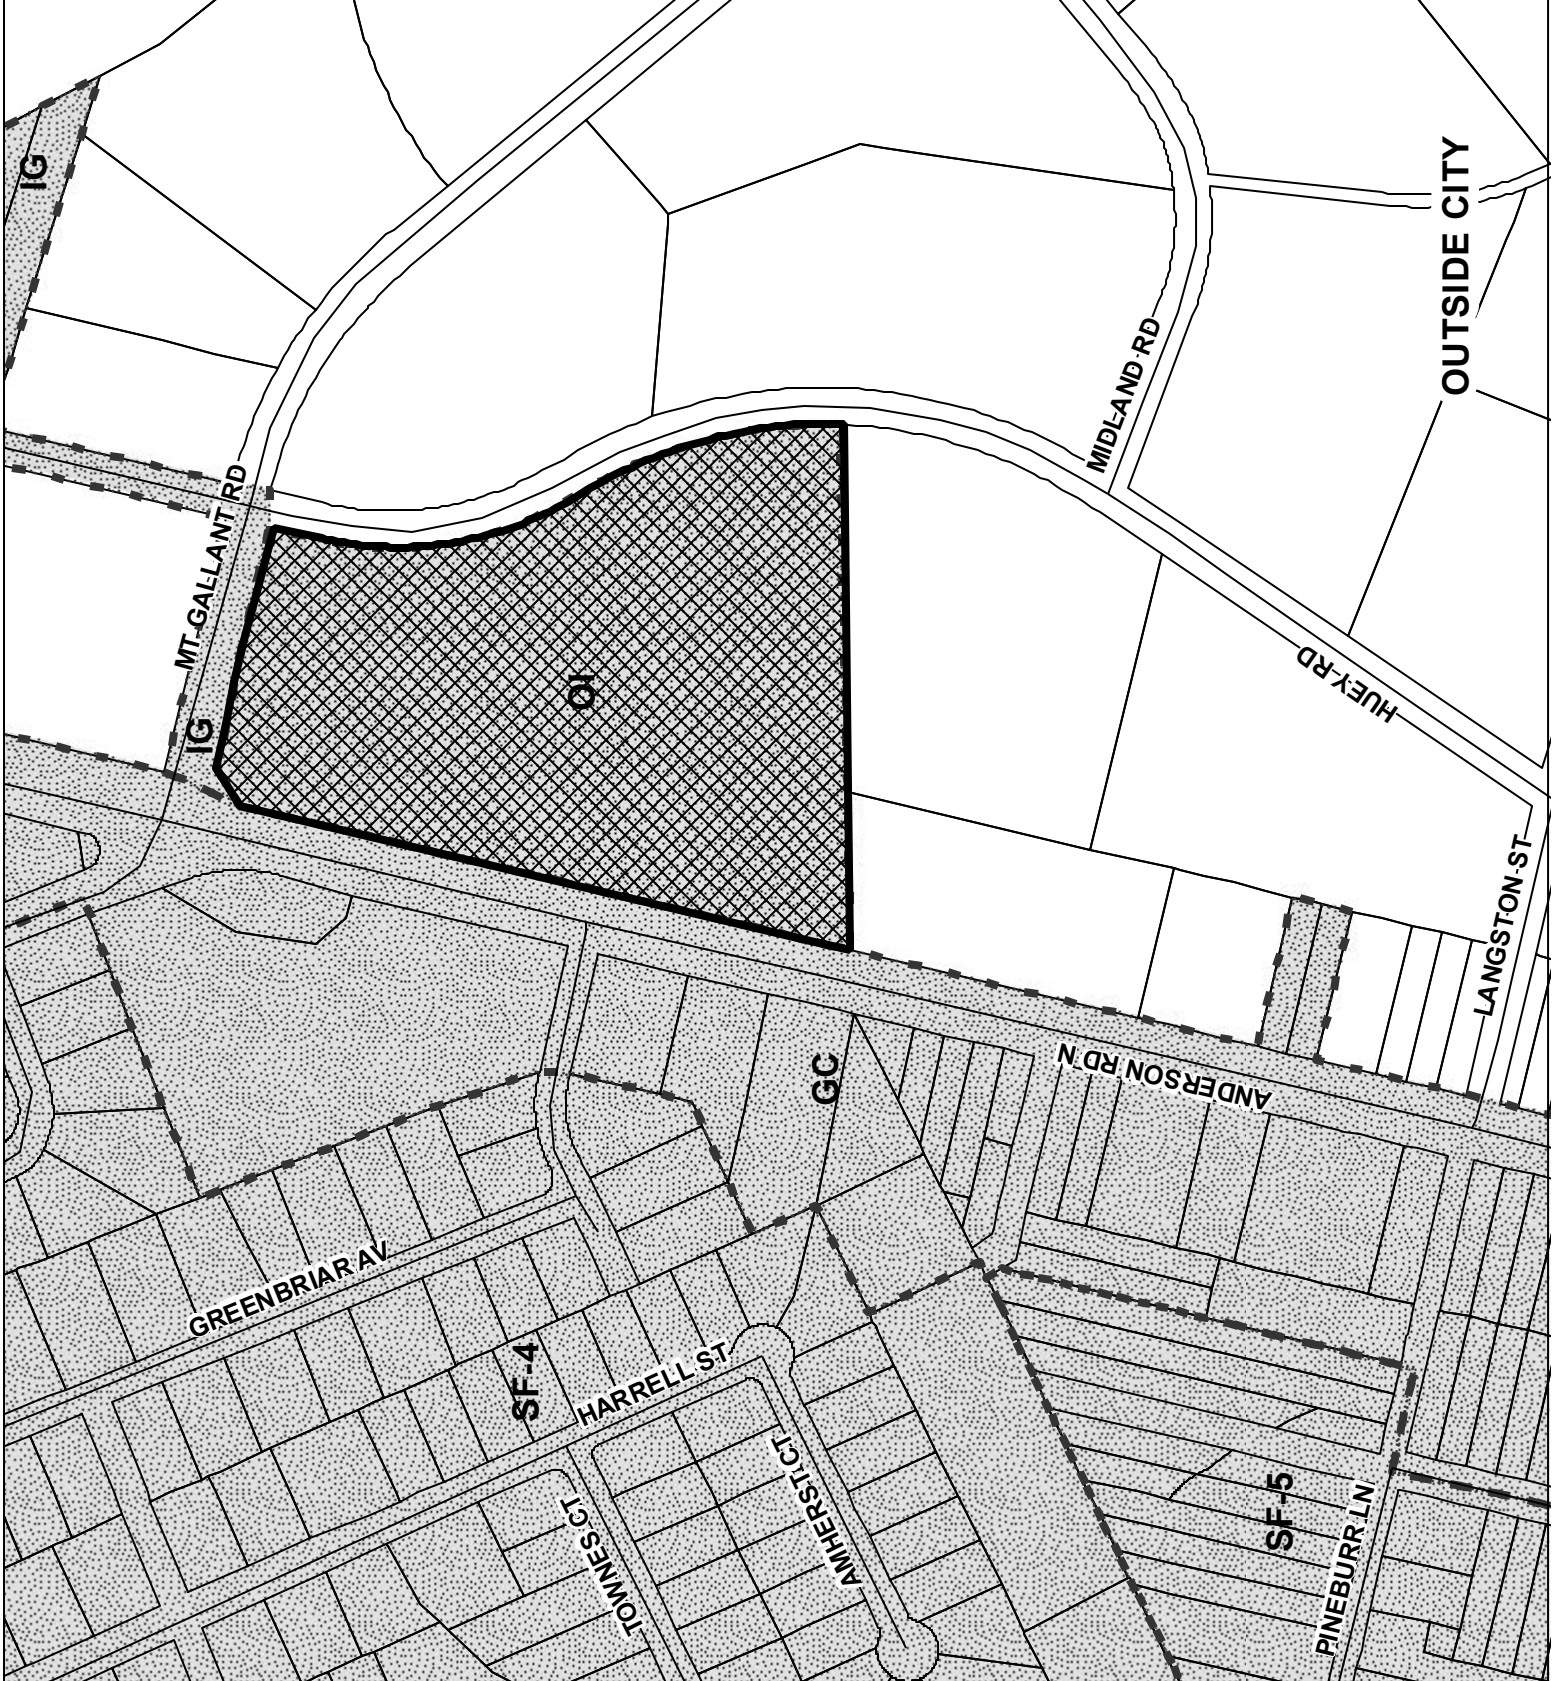 IG
OUTSIDE CITY
MIDLAND RD
MT GALLANT RD
IG
OI
HUEY RD
LANGSTON ST
GC
ANDERSON RD N
GREENBRIAR AV
SF-4
HARRELL ST
AMHERST CT
TOWNES CT
SF-5
PINEBURR LN